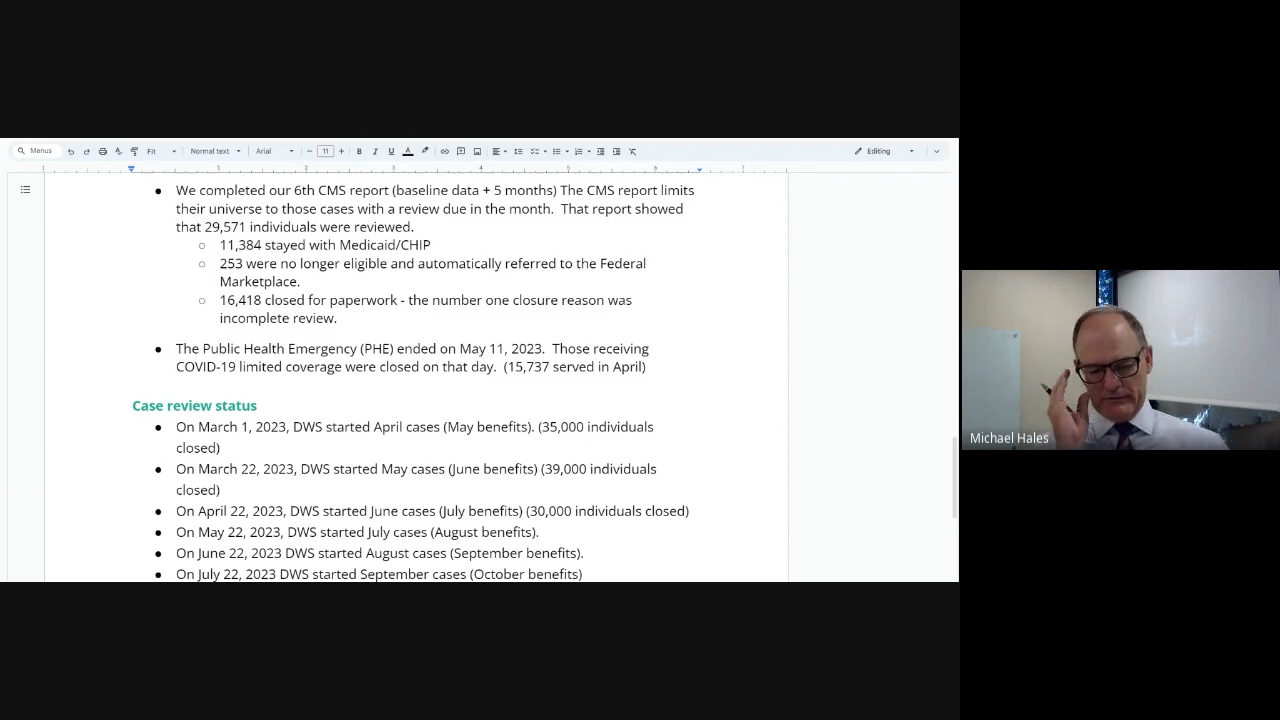 Menus Fit Normal text Arial − 11 + B I U A Editing
1 1 2 3 4 5 6 7
We completed our 6th CMS report (baseline data + 5 months) The CMS report limits
their universe to those cases with a review due in the month. That report showed
that 29,571 individuals were reviewed.
11,384 stayed with Medicaid/CHIP
253 were no longer eligible and automatically referred to the Federal
Marketplace.
16,418 closed for paperwork - the number one closure reason was
incomplete review.
The Public Health Emergency (PHE) ended on May 11, 2023. Those receiving
COVID-19 limited coverage were closed on that day. (15,737 served in April)
Case review status
On March 1, 2023, DWS started April cases (May benefits). (35,000 individuals
closed)
On March 22, 2023, DWS started May cases (June benefits) (39,000 individuals
closed)
On April 22, 2023, DWS started June cases (July benefits) (30,000 individuals closed)
On May 22, 2023, DWS started July cases (August benefits).
On June 22, 2023 DWS started August cases (September benefits).
On July 22, 2023 DWS started September cases (October benefits)
Michael Hales